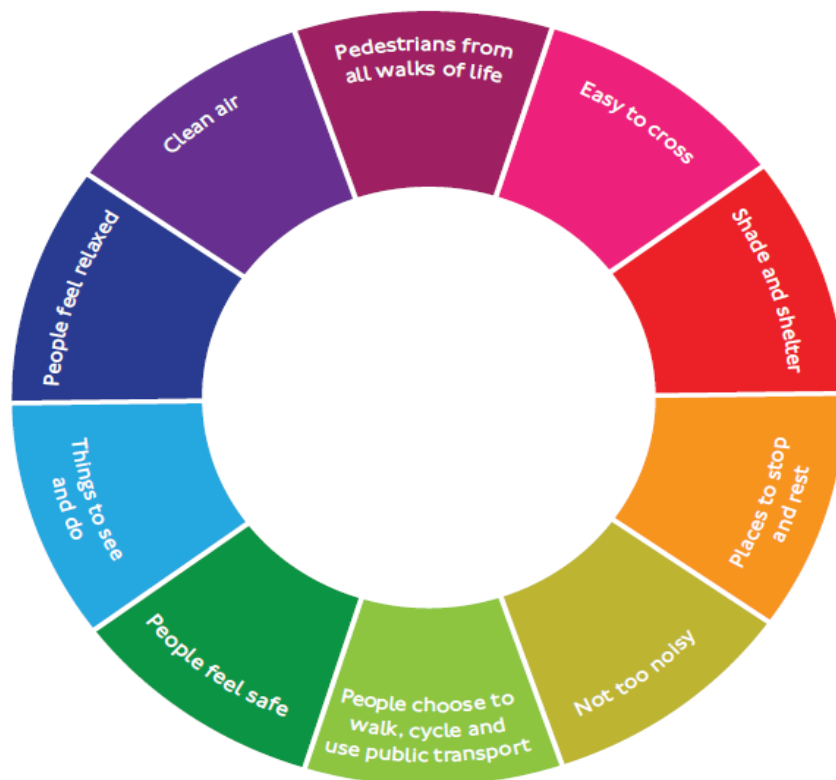 Pedestrians from
all walks of life
Easy to cross
Shade and shelter
Places to stop
and rest
Not too noisy
People choose to
walk, cycle and
use public transport
People feel safe
Things to see
and do
People feel relaxed
Clean air